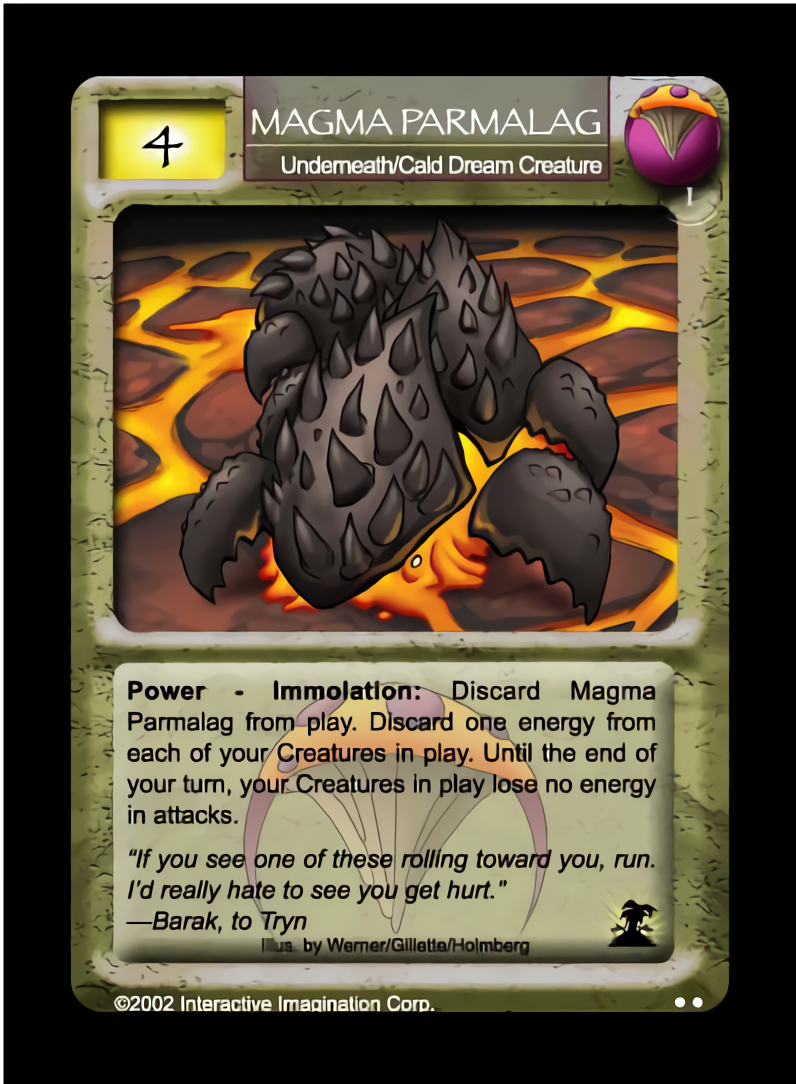 4
MAGMA PARMALAG
Underneath/Cald Dream Creature
1
Power - Immolation: Discard Magma
Parmalag from play. Discard one energy from
each of your Creatures in play. Until the end of
your turn, your Creatures in play lose no energy
in attacks.
"If you see one of these rolling toward you, run.
I'd really hate to see you get hurt."
—Barak, to Tryn
Illus. by Werner/Gillette/Holmberg
©2002 Interactive Imagination Corp.